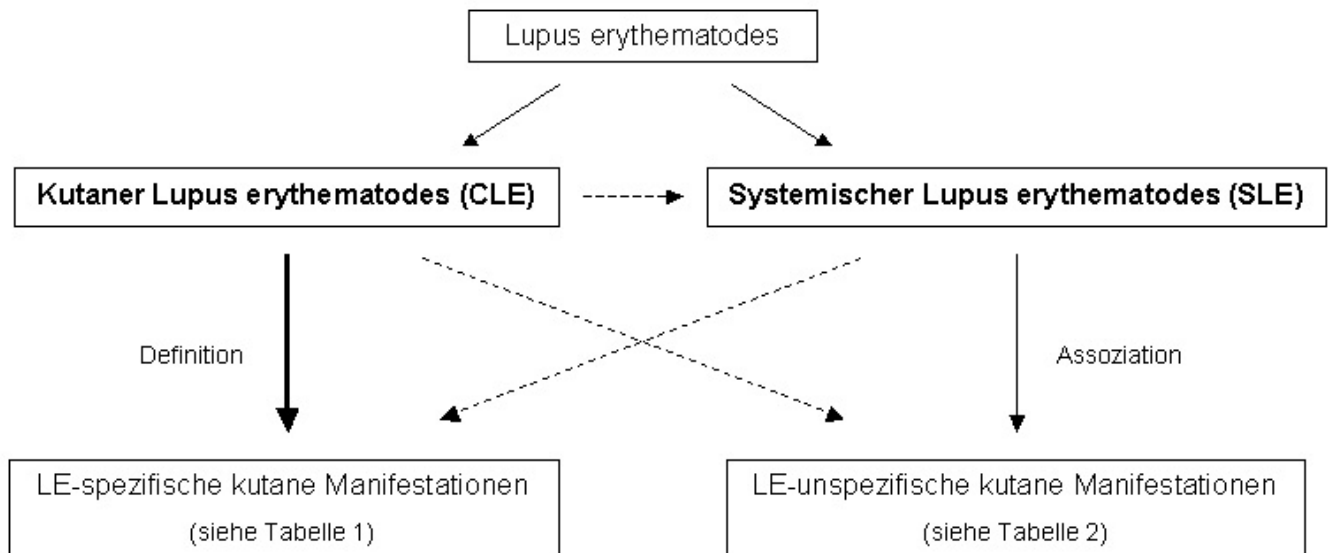 Lupus erythematodes
Kutaner Lupus erythematodes (CLE)
Systemischer Lupus erythematodes (SLE)
Definition
Assoziation
LE-spezifische kutane Manifestationen
(siehe Tabelle 1)
LE-unspezifische kutane Manifestationen
(siehe Tabelle 2)